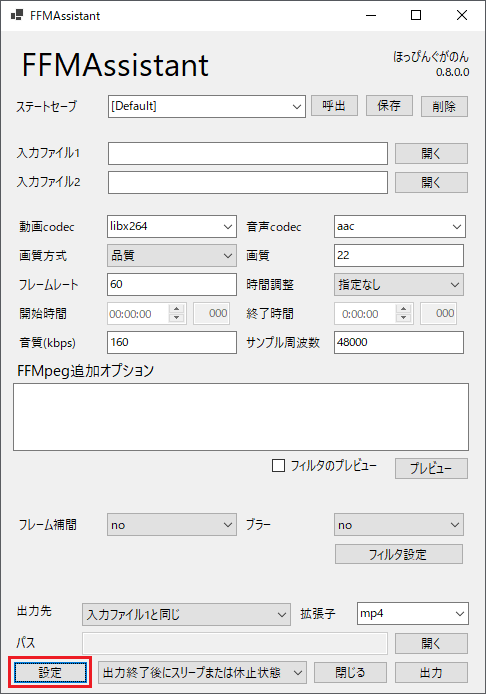 FFMAssistant
FFMAssistant
ほっぴんぐがのん
0.8.0.0
ステートセーブ [Default] 呼出 保存 削除
入力ファイル1 開く
入力ファイル2 開く
動画codec libx264 音声codec aac
画質方式 品質 画質 22
フレームレート 60 時間調整 指定なし
開始時間 00:00:00 000 終了時間 0:00:00 000
音質(kbps) 160 サンプル周波数 48000
FFMpeg追加オプション
フィルタのプレビュー プレビュー
フレーム補間 no ブラー no
フィルタ設定
出力先 入力ファイル1と同じ 拡張子 mp4
パス 開く
設定 出力終了後にスリープまたは休止状態 閉じる 出力